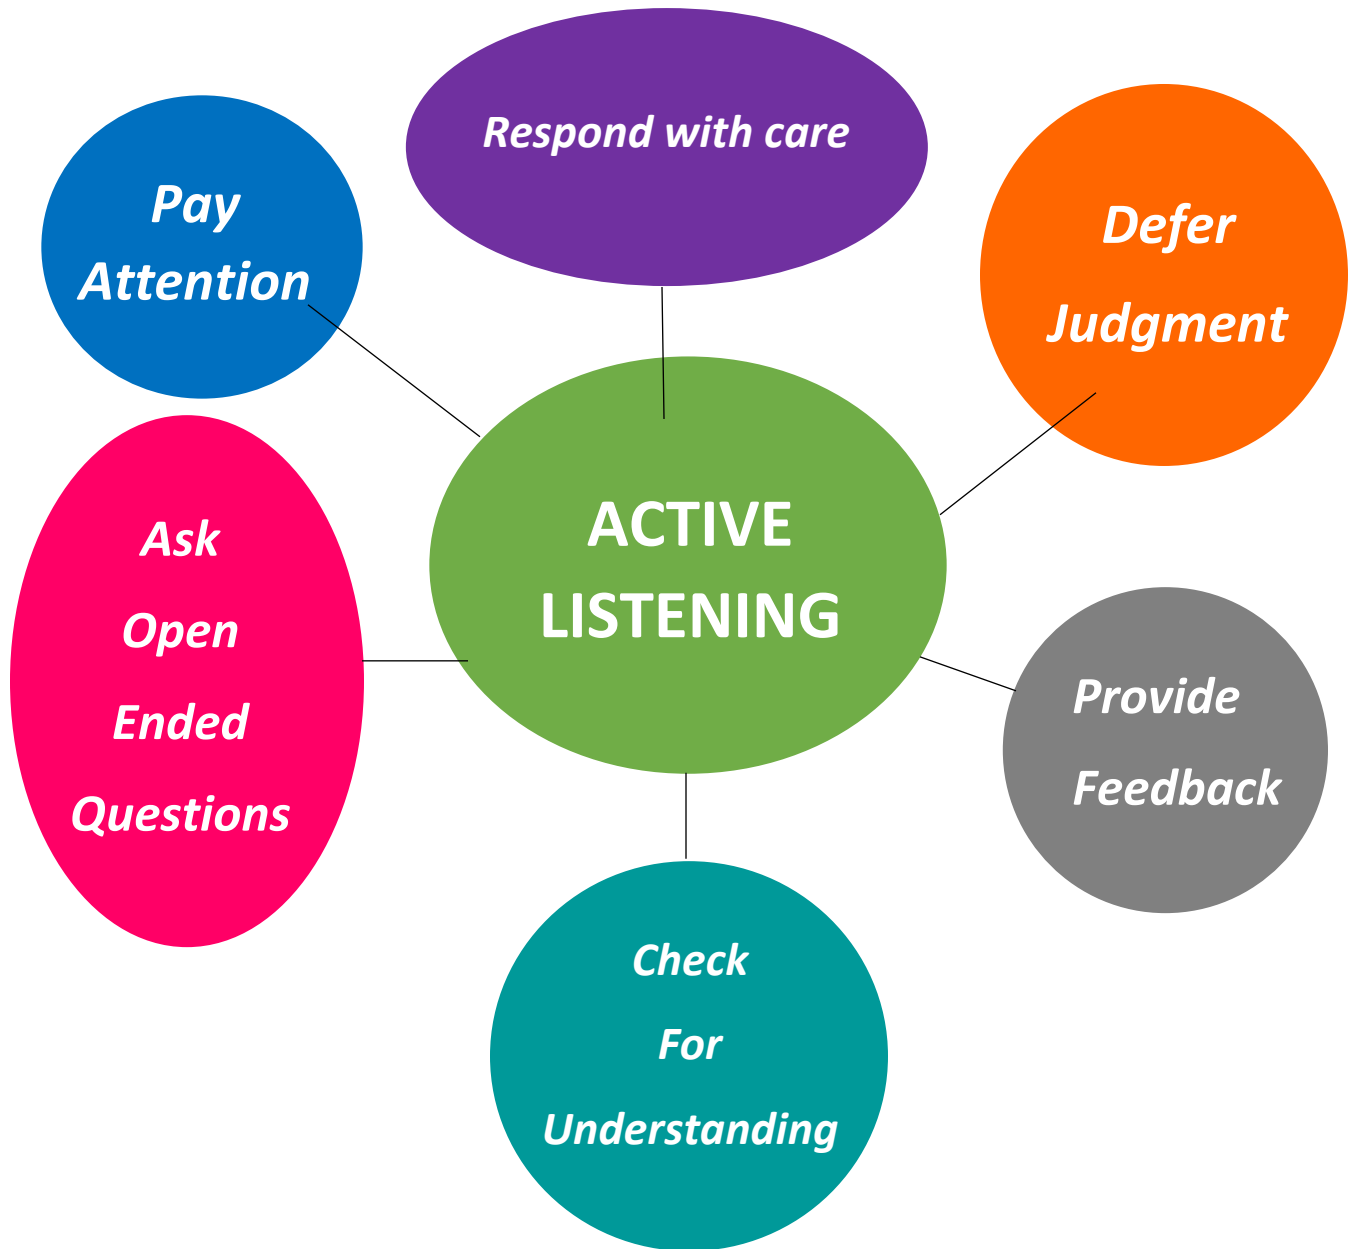 Respond with care
Pay
Attention
Defer
Judgment
ACTIVE
LISTENING
Ask
Open
Ended
Questions
Provide
Feedback
Check
For
Understanding